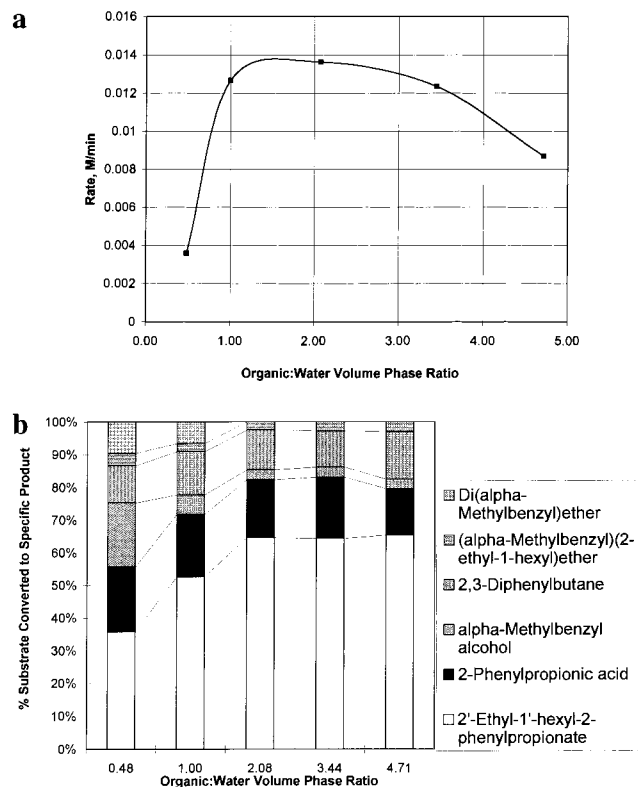 a
0.016
0.014
0.012
0.01
0.008
0.006
0.004
0.002
0
Rate, M/min
0.00 1.00 2.00 3.00 4.00 5.00
Organic:Water Volume Phase Ratio
b
100%
90%
80%
70%
60%
50%
40%
30%
20%
10%
0%
% Substrate Converted to Specific Product
0.48 1.00 2.08 3.44 4.71
Organic:Water Volume Phase Ratio
Di(alpha-
Methylbenzyl)ether
(alpha-Methylbenzyl)(2-
ethyl-1-hexyl)ether
2,3-Diphenylbutane
alpha-Methylbenzyl
alcohol
2-Phenylpropionic acid
2'-Ethyl-1'-hexyl-2-
phenylpropionate